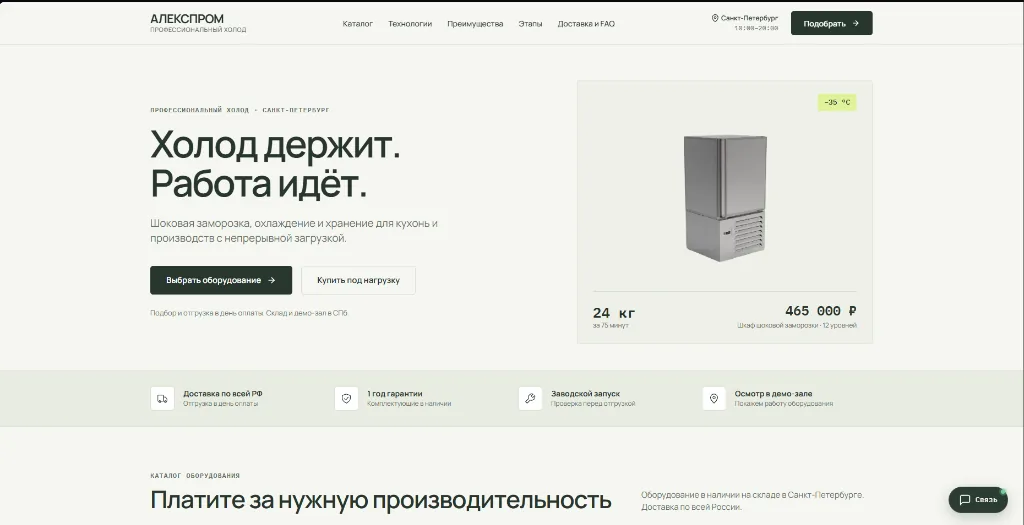 АЛЕКСПРОМ
ПРОФЕССИОНАЛЬНЫЙ ХОЛОД
Каталог Технологии Преимущества Этапы Доставка и FAQ
Санкт-Петербург
10:00–20:00
Подобрать →
ПРОФЕССИОНАЛЬНЫЙ ХОЛОД · САНКТ-ПЕТЕРБУРГ
Холод держит.
Работа идёт.
Шоковая заморозка, охлаждение и хранение для кухонь и
производств с непрерывной загрузкой.
Выбрать оборудование →
Купить под нагрузку
Подбор и отгрузка в день оплаты. Склад и демо-зал в СПб.
-35 °C
24 кг
за 75 минут
465 000 ₽
Шкаф шоковой заморозки · 12 уровней
Доставка по всей РФ
Отгрузка в день оплаты
1 год гарантии
Комплектующие в наличии
Заводской запуск
Проверка перед отгрузкой
Осмотр в демо-зале
Покажем работу оборудования
КАТАЛОГ ОБОРУДОВАНИЯ
Платите за нужную производительность
Оборудование в наличии на складе в Санкт-Петербурге.
Доставка по всей России.
Связь